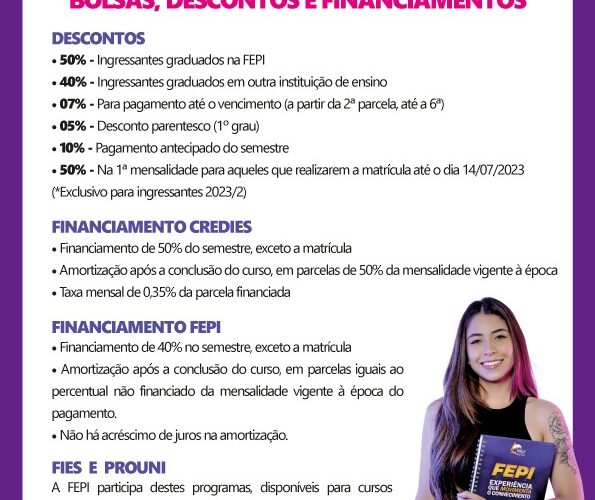 BOLSAS, DESCONTOS E FINANCIAMENTOS
DESCONTOS
• 50% - Ingressantes graduados na FEPI
• 40% - Ingressantes graduados em outra instituição de ensino
• 07% - Para pagamento até o vencimento (a partir da 2ª parcela, até a 6ª)
• 05% - Desconto parentesco (1º grau)
• 10% - Pagamento antecipado do semestre
• 50% - Na 1ª mensalidade para aqueles que realizarem a matrícula até o dia 14/07/2023
(*Exclusivo para ingressantes 2023/2)
FINANCIAMENTO CREDIES
• Financiamento de 50% do semestre, exceto a matrícula
• Amortização após a conclusão do curso, em parcelas de 50% da mensalidade vigente à época
• Taxa mensal de 0,35% da parcela financiada
FINANCIAMENTO FEPI
• Financiamento de 40% no semestre, exceto a matrícula
• Amortização após a conclusão do curso, em parcelas iguais ao
percentual não financiado da mensalidade vigente à época do
pagamento.
• Não há acréscimo de juros na amortização.
FIES E PROUNI
A FEPI participa destes programas, disponíveis para cursos
FEPI
EXPERIÊNCIA
QUE MOVIMENTA
O CONHECIMENTO